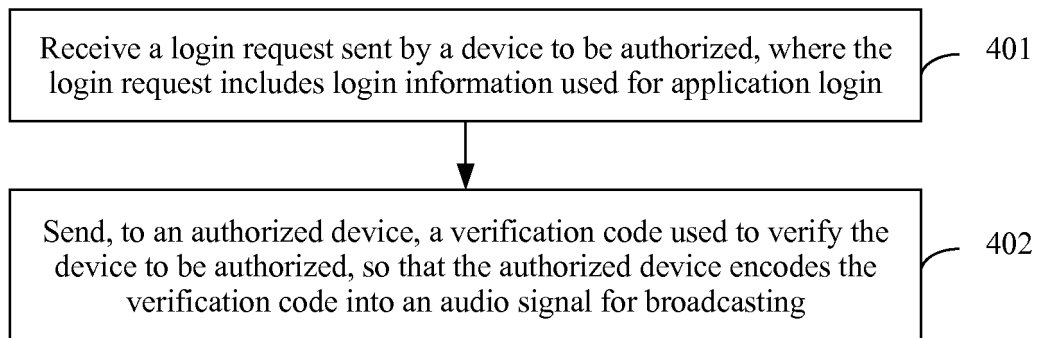 Receive a login request sent by a device to be authorized, where the
login request includes login information used for application login
401
Send, to an authorized device, a verification code used to verify the
device to be authorized, so that the authorized device encodes the
verification code into an audio signal for broadcasting
402